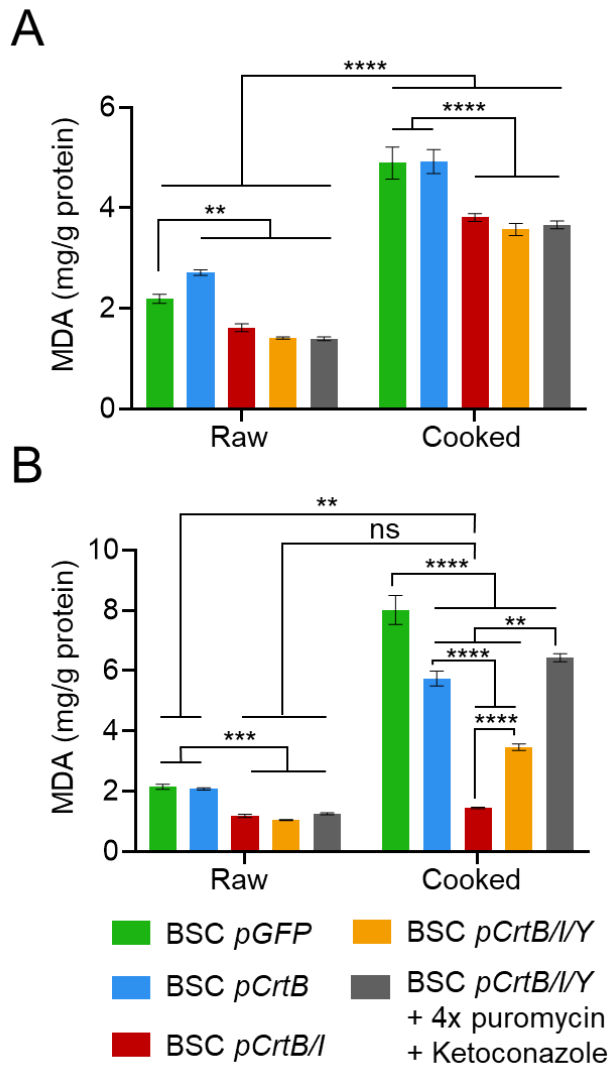 A
MDA (mg/g protein)
6
4
2
0
****
****
**
Raw
Cooked
B
MDA (mg/g protein)
10
8
6
4
2
0
**
ns
****
**
****
****
***
Raw
Cooked
BSC pGFP
BSC pCrtB
BSC pCrtB/I
BSC pCrtB/I/Y
BSC pCrtB/I/Y
+ 4x puromycin
+ Ketoconazole